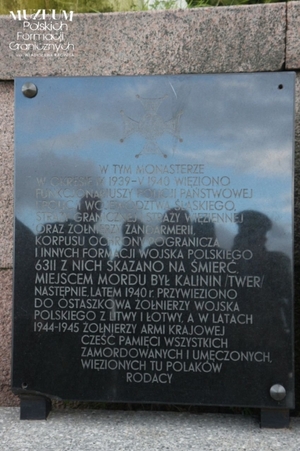 MUZEUM
Polskich
Formacji
Granicznych
W TYM MONASTERZE
1939-V 1940 WIĘZIONO
PAŃSTWOWEJ
POLICJI WOJEWÓDZTWA ŚLĄSKIEGO,
STRAŻY GRANICZNEJ, STRAŻY WIĘZIENNEJ
ORAZ ŻOŁNIERZY ŻANDARMERII,
KORPUSU OCHRONY POGRANICZA
I INNYCH FORMACJI WOJSKA POLSKIEGO
6311 Z NICH SKAZANO NA ŚMIERĆ
MIEJSCEM MORDU BYŁ KALININ /TWER/
NASTĘPNIE LATEM 1940 r. PRZYWIEZIONO
DO OSTASZKOWA ŻOŁNIERZY WOJSKA
POLSKIEGO Z LITWY I ŁOTWY, A W LATACH
1944-1945 ŻOŁNIERZY ARMII KRAJOWEJ
CZEŚĆ PAMIĘCI WSZYSTKICH
ZAMORDOWANYCH I UMĘCZONYCH,
WIĘZIONYCH TU POLAKÓW
RODACY